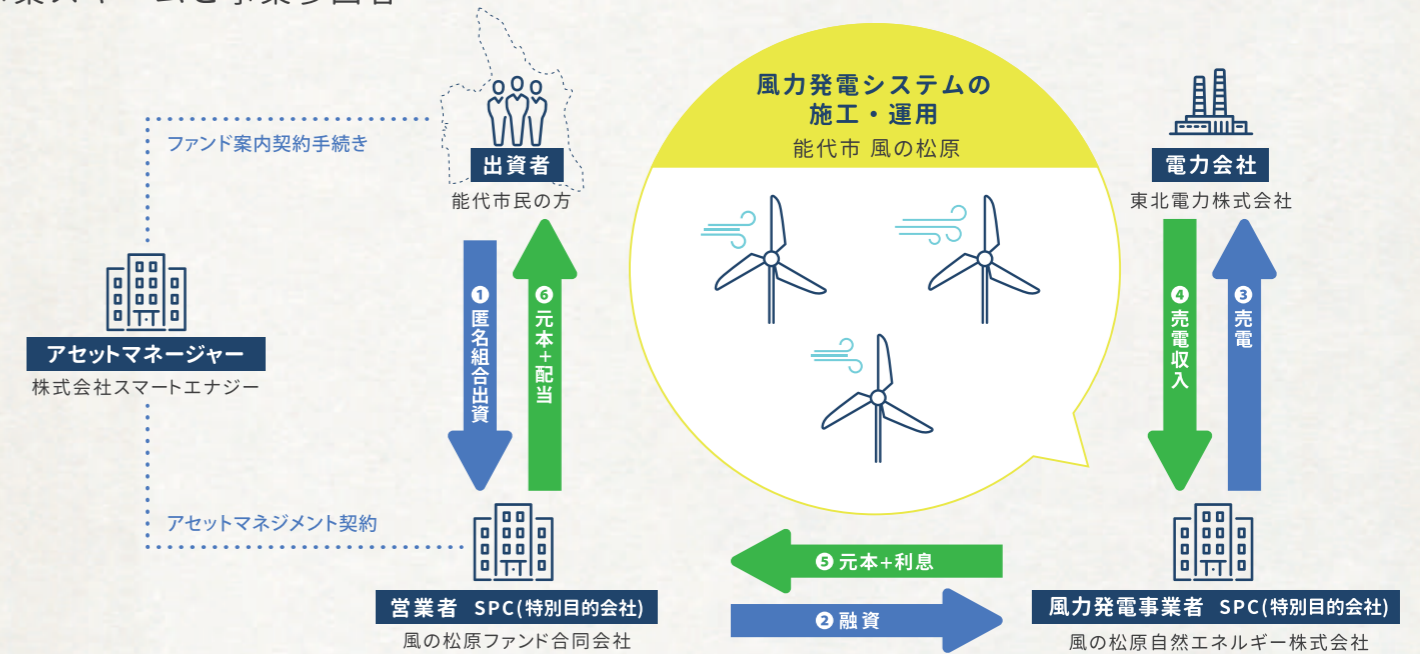 ファンド案内契約手続き
出資者
能代市民の方
風力発電システムの
施工・運用
能代市 風の松原
電力会社
東北電力株式会社
アセットマネージャー
株式会社スマートエナジー
❶匿名組合出資
❻元本+配当
❹売電収入
❸売電
アセットマネジメント契約
❺元本+利息
❷融資
営業者 SPC(特別目的会社)
風の松原ファンド合同会社
風力発電事業者 SPC(特別目的会社)
風の松原自然エネルギー株式会社